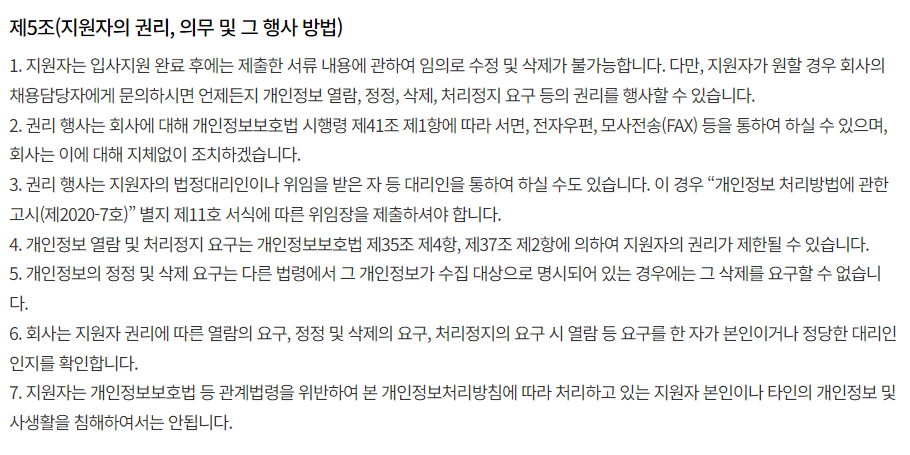 제5조(지원자의 권리, 의무 및 그 행사 방법)
1. 지원자는 입사지원 완료 후에는 제출한 서류 내용에 관하여 임의로 수정 및 삭제가 불가능합니다. 다만, 지원자가 원할 경우 회사의
채용담당자에게 문의하시면 언제든지 개인정보 열람, 정정, 삭제, 처리정지 요구 등의 권리를 행사할 수 있습니다.
2. 권리 행사는 회사에 대해 개인정보보호법 시행령 제41조 제1항에 따라 서면, 전자우편, 모사전송(FAX) 등을 통하여 하실 수 있으며,
회사는 이에 대해 지체없이 조치하겠습니다.
3. 권리 행사는 지원자의 법정대리인이나 위임을 받은 자 등 대리인을 통하여 하실 수도 있습니다. 이 경우 “개인정보 처리방법에 관한
고시(제2020-7호)” 별지 제11호 서식에 따른 위임장을 제출하셔야 합니다.
4. 개인정보 열람 및 처리정지 요구는 개인정보보호법 제35조 제4항, 제37조 제2항에 의하여 지원자의 권리가 제한될 수 있습니다.
5. 개인정보의 정정 및 삭제 요구는 다른 법령에서 그 개인정보가 수집 대상으로 명시되어 있는 경우에는 그 삭제를 요구할 수 없습니
다.
6. 회사는 지원자 권리에 따른 열람의 요구, 정정 및 삭제의 요구, 처리정지의 요구 시 열람 등 요구를 한 자가 본인이거나 정당한 대리인
인지를 확인합니다.
7. 지원자는 개인정보보호법 등 관계법령을 위반하여 본 개인정보처리방침에 따라 처리하고 있는 지원자 본인이나 타인의 개인정보 및
사생활을 침해하여서는 안됩니다.